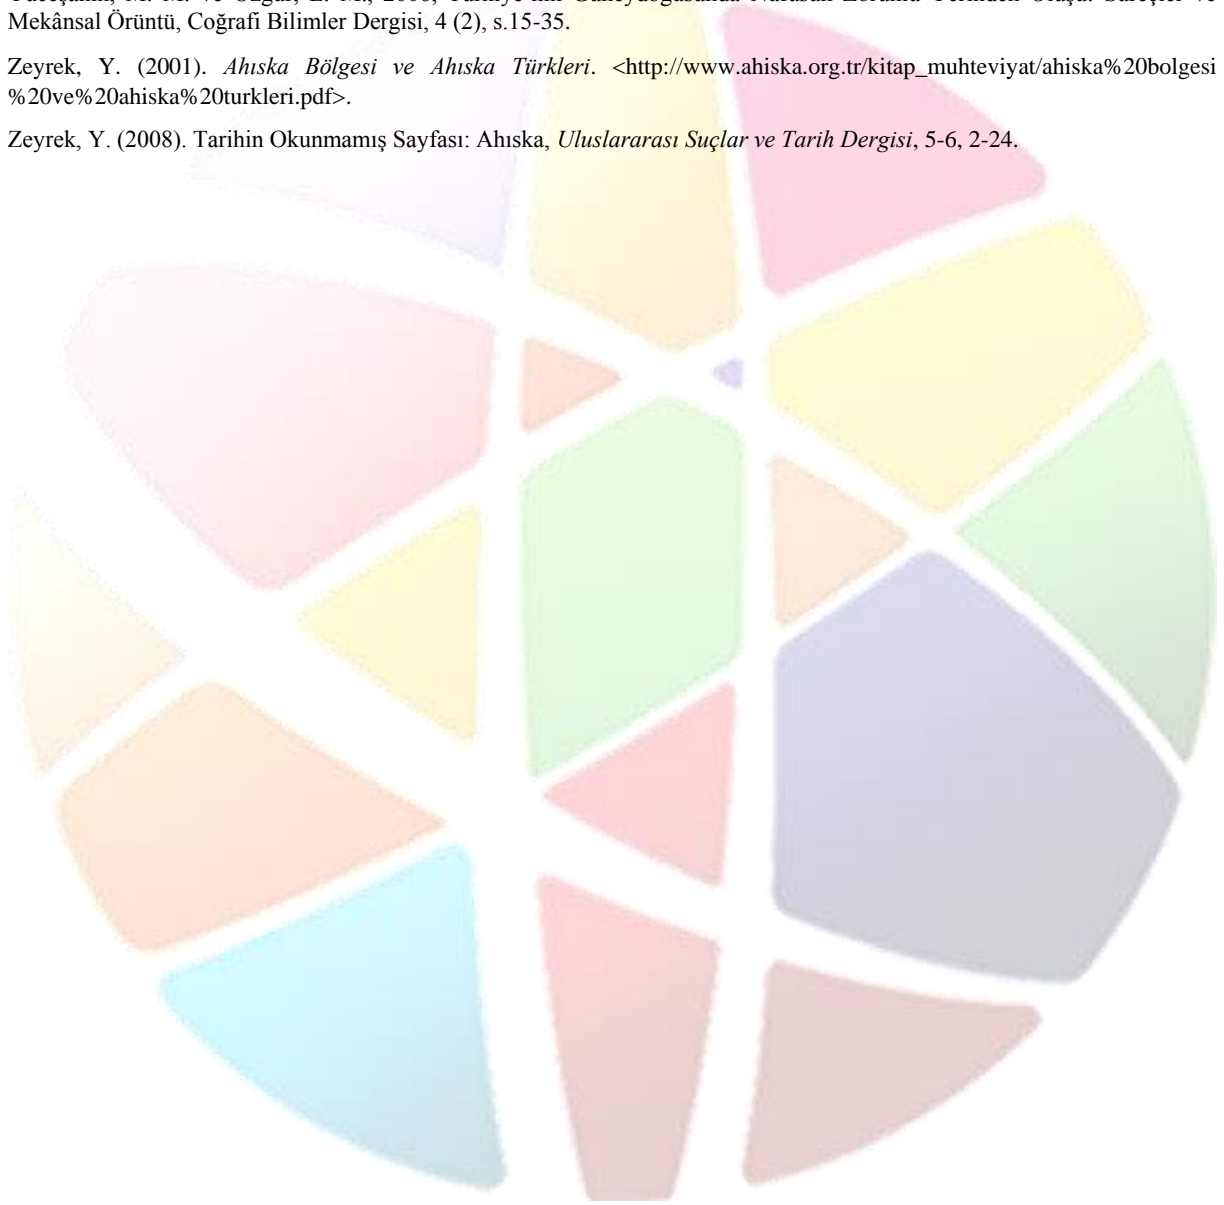 Mekânsal Örüntü, Coğrafi Bilimler Dergisi, 4 (2), s.15-35.
Zeyrek, Y. (2001). Ahıska Bölgesi ve Ahıska Türkleri. <http://www.ahiska.org.tr/kitap_muhteviyat/ahiska%20bolgesi
%20ve%20ahiska%20turkleri.pdf>.
Zeyrek, Y. (2008). Tarihin Okunmamış Sayfası: Ahıska, Uluslararası Suçlar ve Tarih Dergisi, 5-6, 2-24.